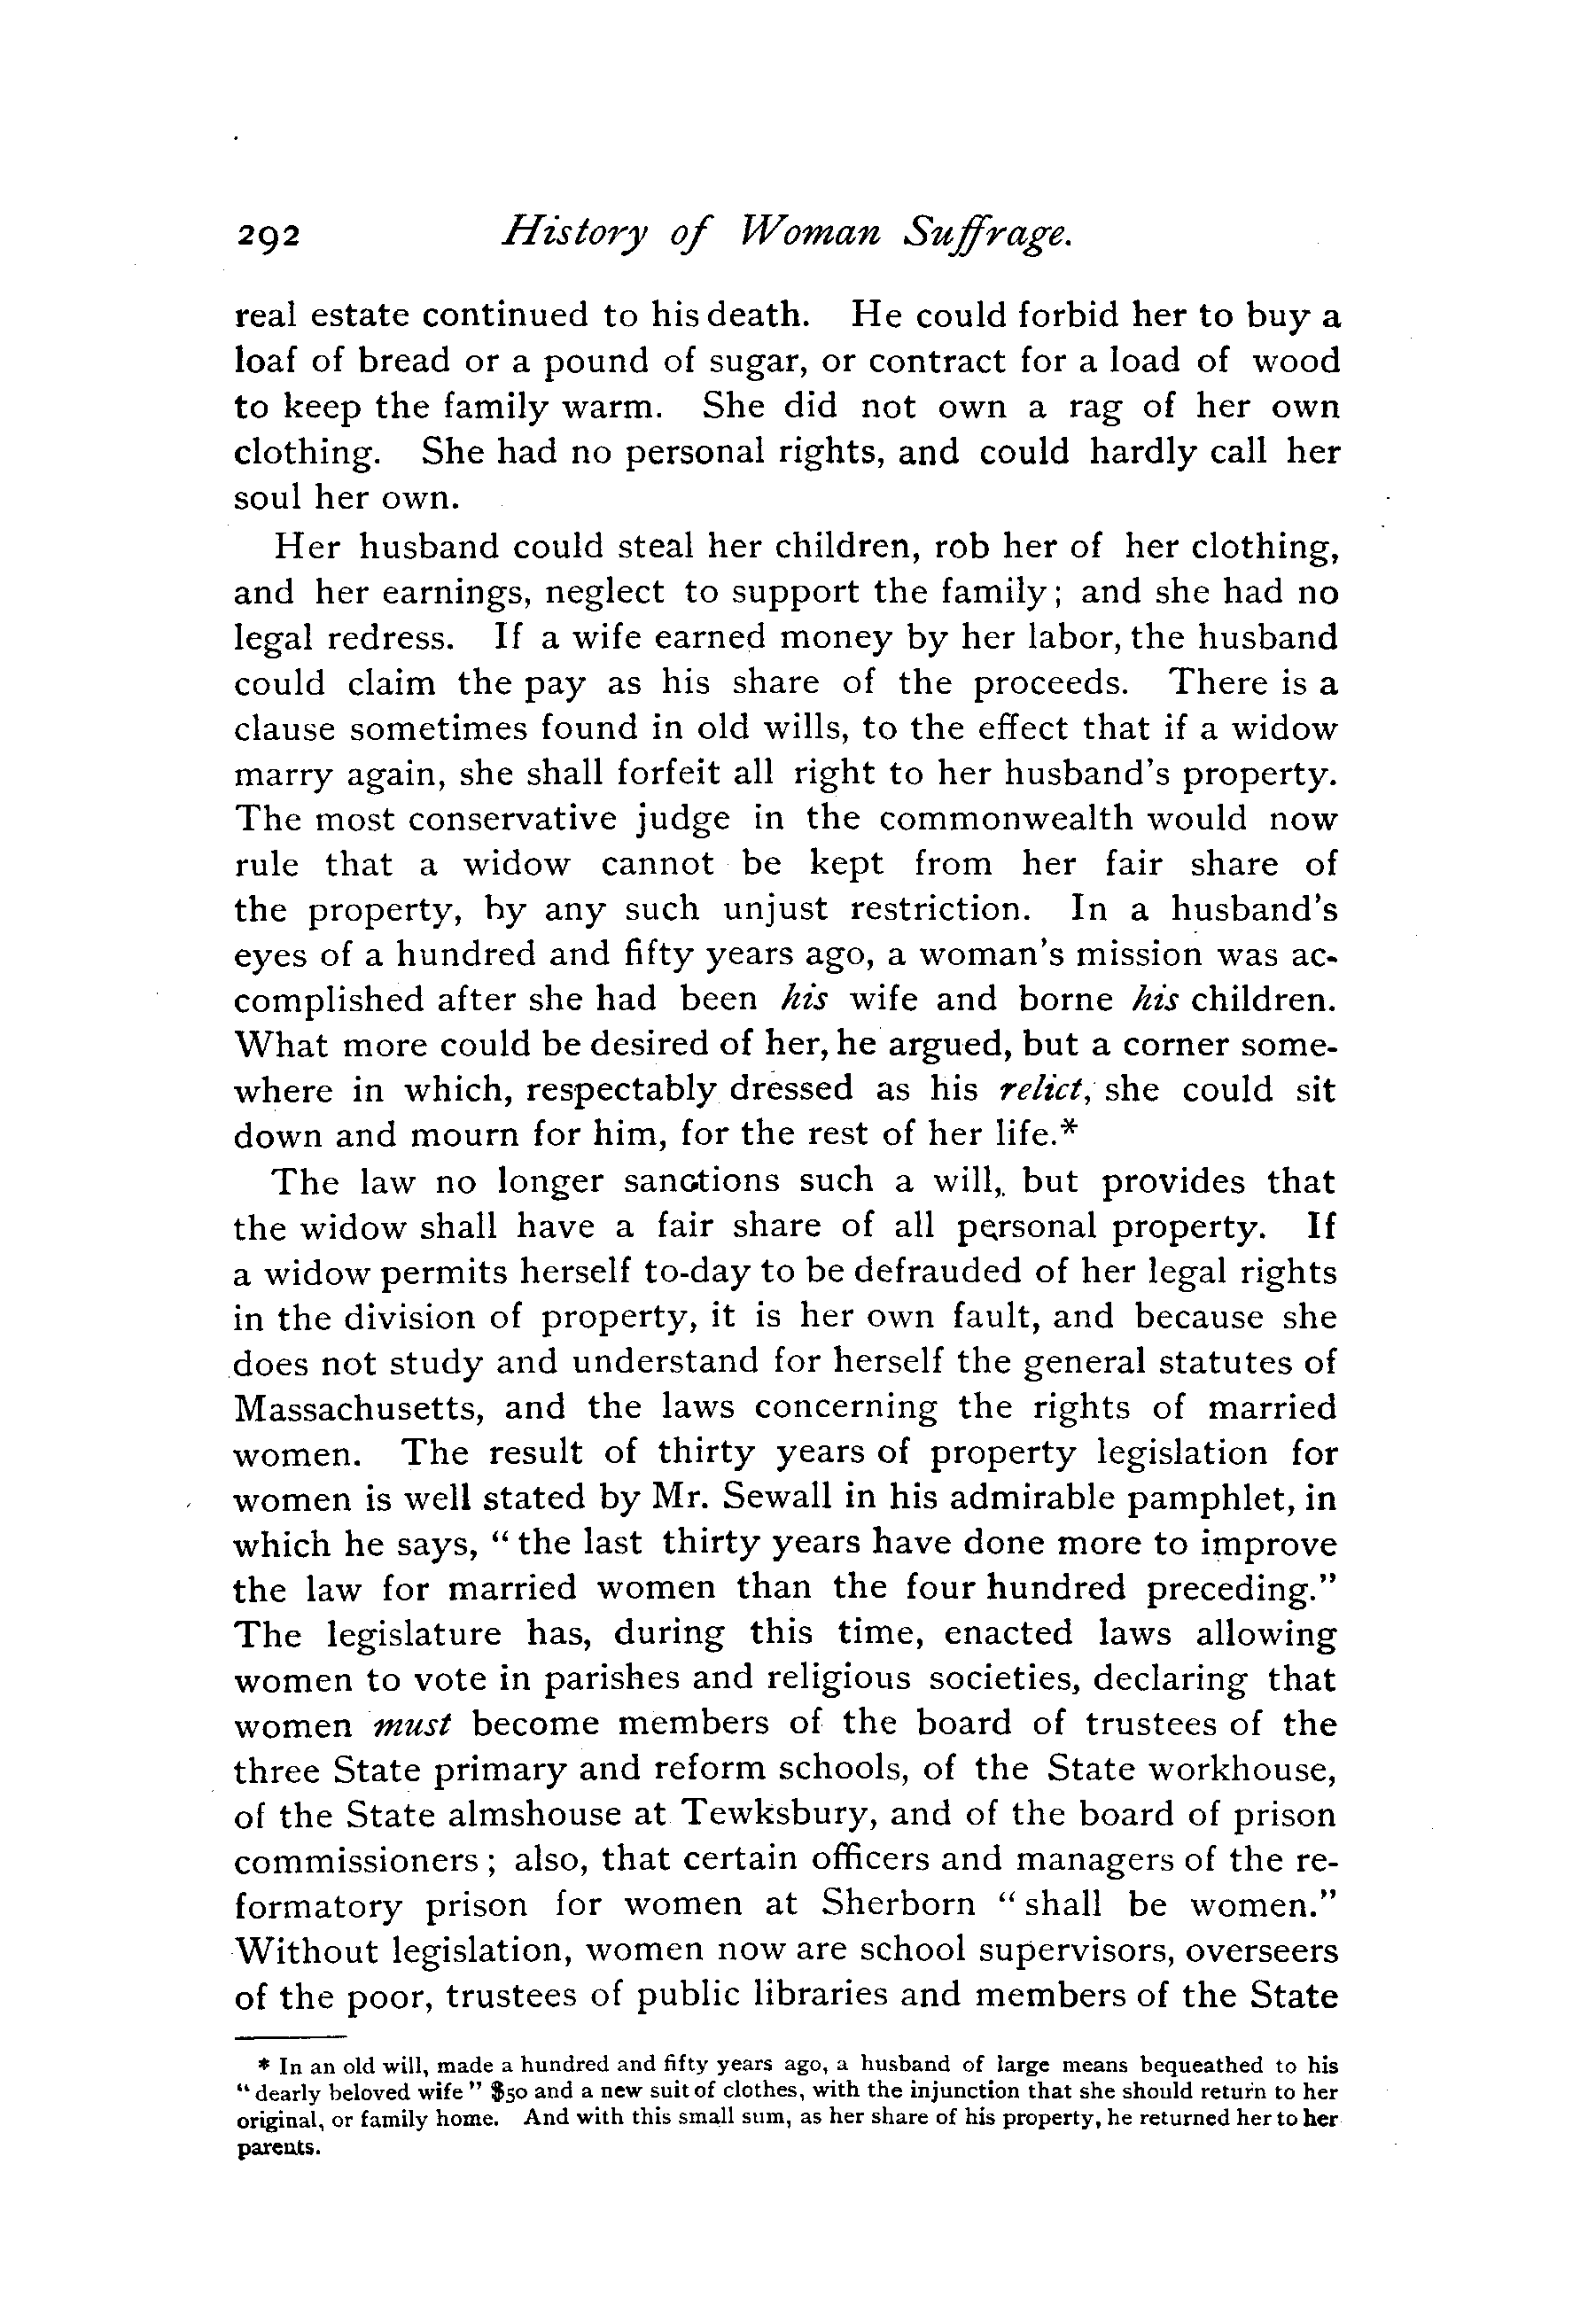 292 History of Woman Suffrage.
real estate continued to his death. He could forbid her to buy a
loaf of bread or a pound of sugar, or contract for a load of wood
to keep the family warm. She did not own a rag of her own
clothing. She had no personal rights, and could hardly call her
soul her own.
Her husband could steal her children, rob her of her clothing,
and her earnings, neglect to support the family; and she had no
legal redress. If a wife earned money by her labor, the husband
could claim the pay as his share of the proceeds. There is a
clause sometimes found in old wills, to the effect that if a widow
marry again, she shall forfeit all right to her husband's property.
The most conservative judge in the commonwealth would now
rule that a widow cannot be kept from her fair share of
the property, by any such unjust restriction. In a husband's
eyes of a hundred and fifty years ago, a woman's mission was ac-
complished after she had been his wife and borne his children.
What more could be desired of her, he argued, but a corner some-
where in which, respectably dressed as his relict, she could sit
down and mourn for him, for the rest of her life.*
The law no longer sanctions such a will, but provides that
the widow shall have a fair share of all personal property. If
a widow permits herself to-day to be defrauded of her legal rights
in the division of property, it is her own fault, and because she
does not study and understand for herself the general statutes of
Massachusetts, and the laws concerning the rights of married
women. The result of thirty years of property legislation for
women is well stated by Mr. Sewall in his admirable pamphlet, in
which he says, "the last thirty years have done more to improve
the law for married women than the four hundred preceding."
The legislature has, during this time, enacted laws allowing
women to vote in parishes and religious societies, declaring that
women must become members of the board of trustees of the
three State primary and reform schools, of the State workhouse,
of the State almshouse at Tewksbury, and of the board of prison
commissioners; also, that certain officers and managers of the re-
formatory prison for women at Sherborn "shall be women."
Without legislation, women now are school supervisors, overseers
of the poor, trustees of public libraries and members of the State
* In an old will, made a hundred and fifty years ago, a husband of large means bequeathed to his
"dearly beloved wife" $50 and a new suit of clothes, with the injunction that she should return to her
original, or family home. And with this small sum, as her share of his property, he returned her to her
parents.